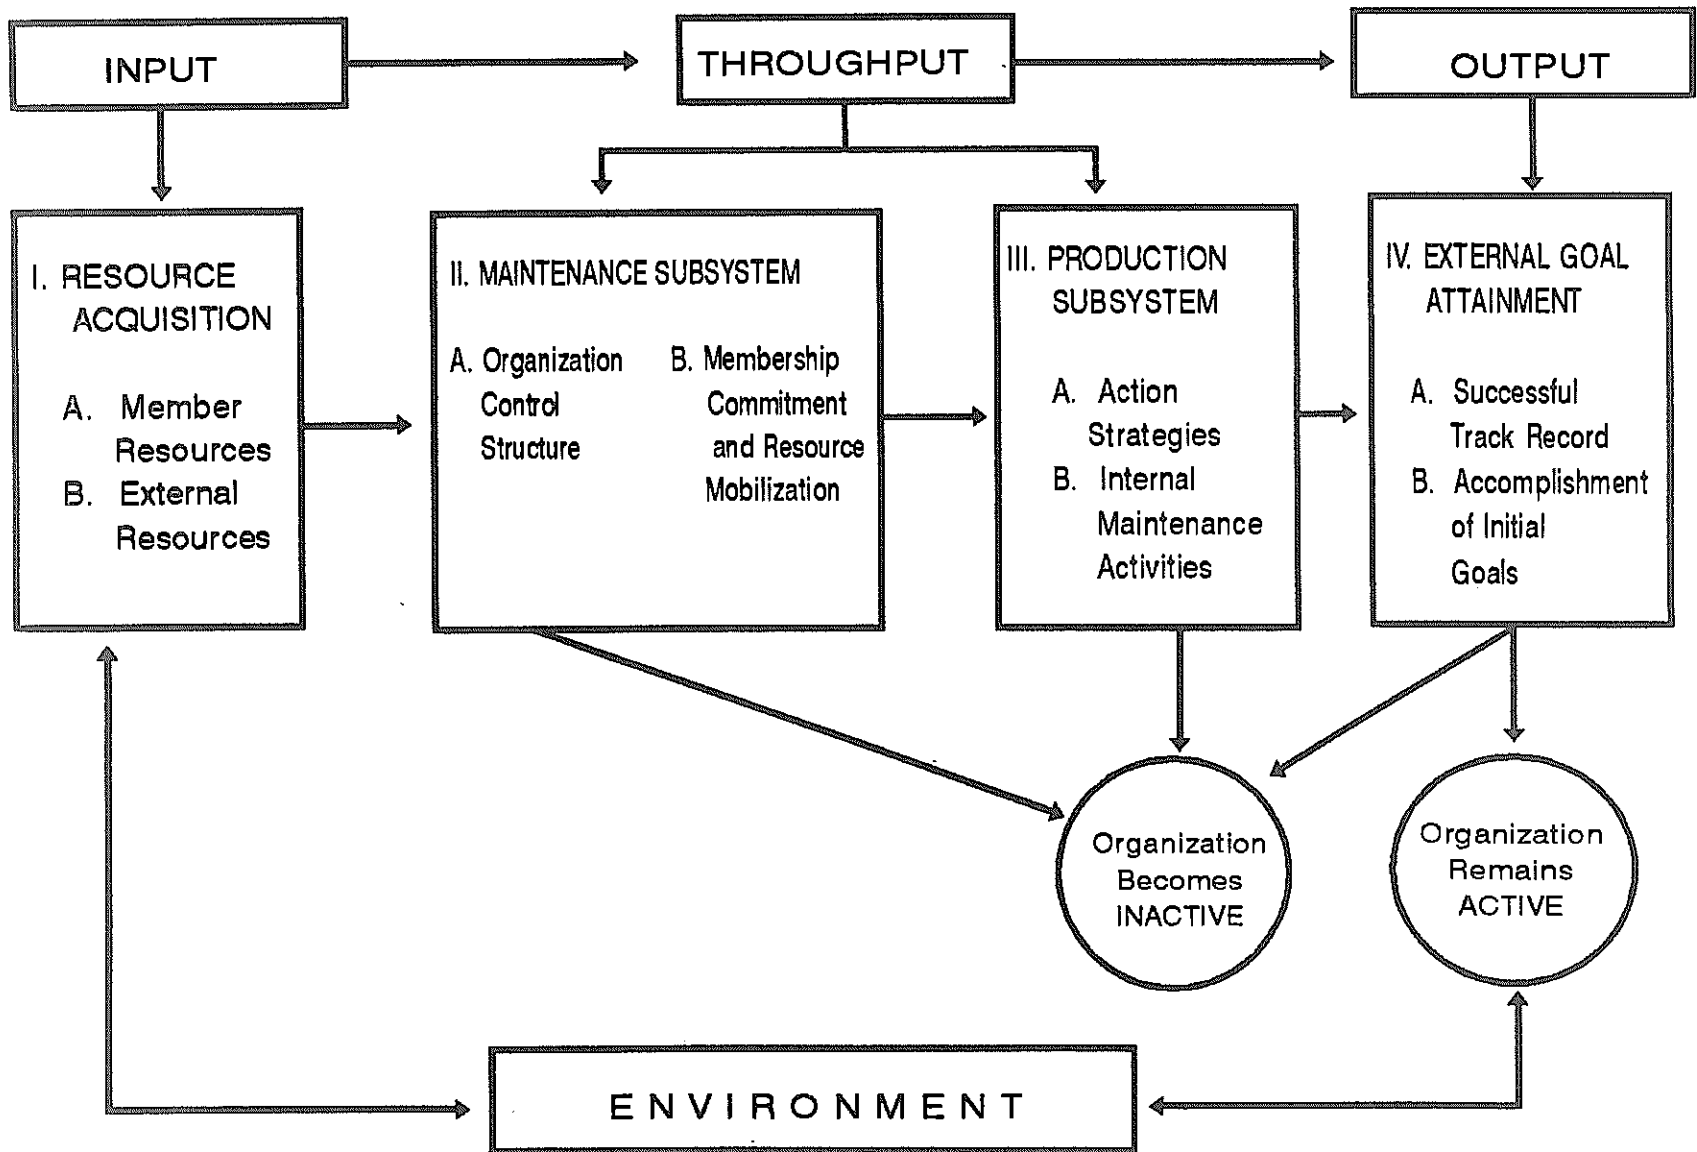 INPUT
THROUGHPUT
OUTPUT
I. RESOURCE
ACQUISITION
A. Member
Resources
B. External
Resources
II. MAINTENANCE SUBSYSTEM
A. Organization
Control
Structure
B. Membership
Commitment
and Resource
Mobilization
III. PRODUCTION
SUBSYSTEM
A. Action
Strategies
B. Internal
Maintenance
Activities
IV. EXTERNAL GOAL
ATTAINMENT
A. Successful
Track Record
B. Accomplishment
of Initial
Goals
Organization
Becomes
INACTIVE
Organization
Remains
ACTIVE
ENVIRONMENT